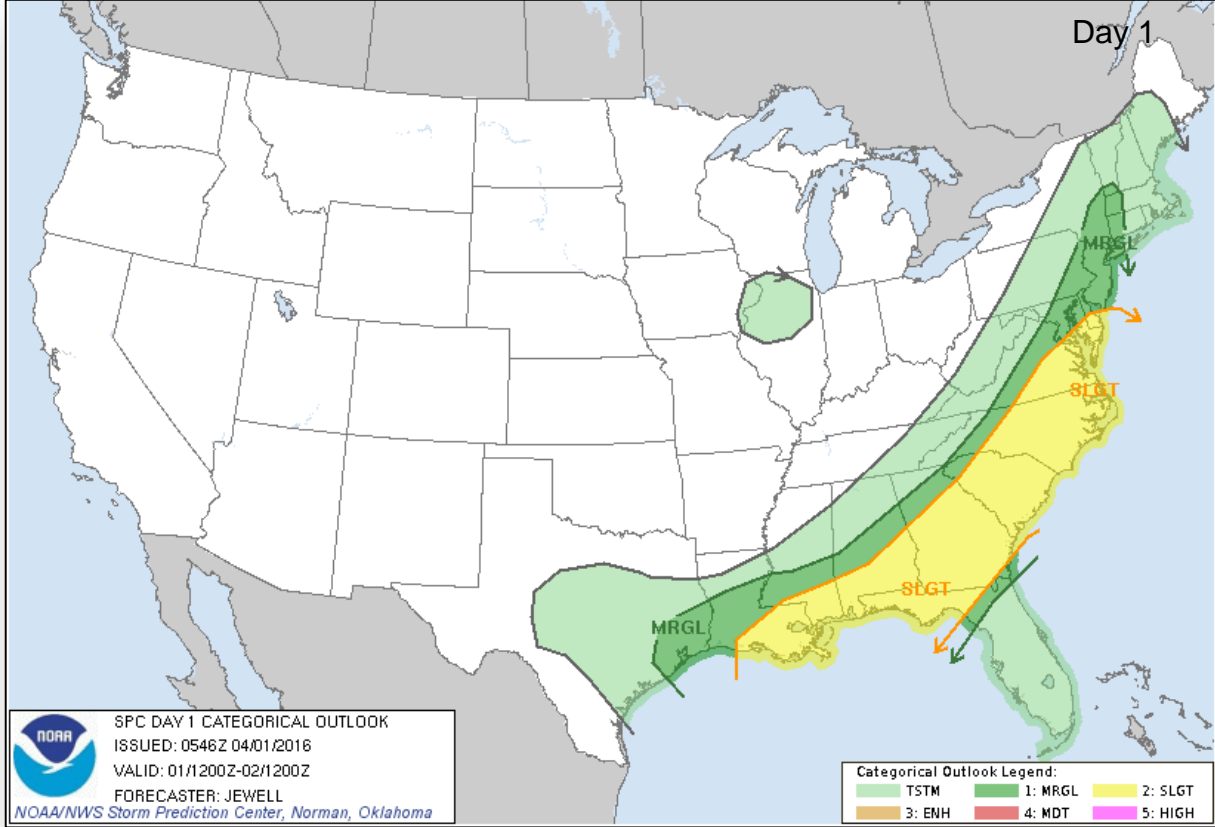 Day 1
MRGL
SLGT
SLGT
MRGL
NOAA
SPC DAY 1 CATEGORICAL OUTLOOK
ISSUED: 0546Z 04/01/2016
VALID: 01/1200Z-02/1200Z
FORECASTER: JEWELL
NOAA/NWS Storm Prediction Center, Norman, Oklahoma
Categorical Outlook Legend:
TSTM 1: MRGL 2: SLGT
3: ENH 4: MDT 5: HIGH